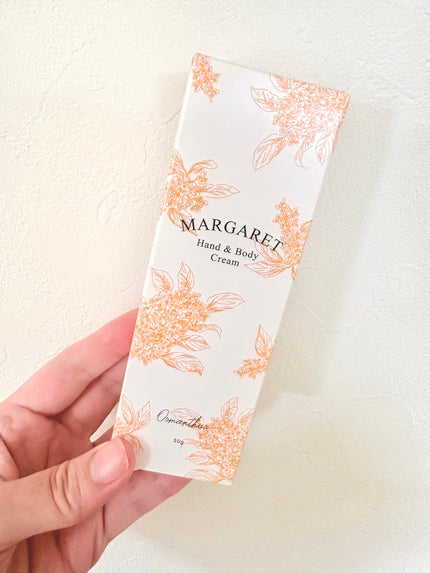 MARGARET
Hand & Body
Cream
Osmanthus
50g